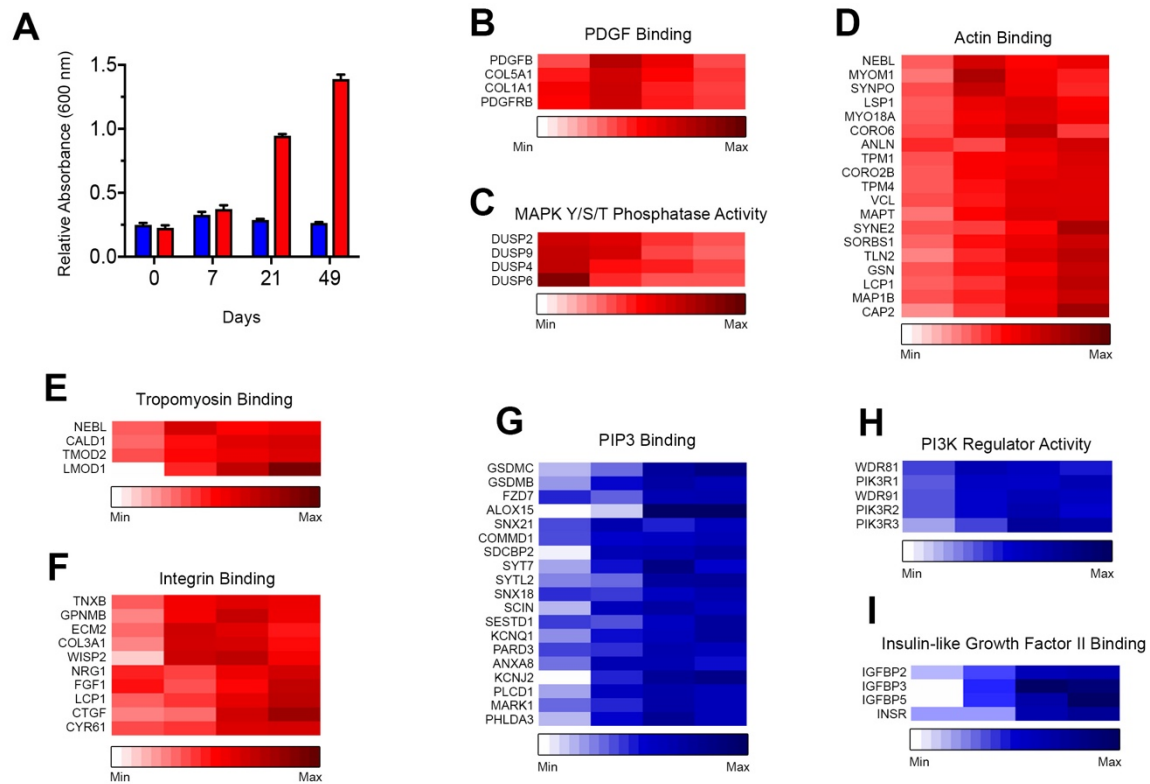 A
Relative Absorbance (600 nm)
1.5
1.0
0.5
0.0
0 7 21 49
Days
B
PDGF Binding
PDGFB
COL5A1
COL1A1
PDGFRB
Min Max
C
MAPK Y/S/T Phosphatase Activity
DUSP2
DUSP9
DUSP4
DUSP6
Min Max
D
Actin Binding
NEBL
MYOM1
SYNPO
LSP1
MYO18A
CORO6
ANLN
TPM1
CORO2B
TPM4
VCL
MAPT
SYNE2
SORBS1
TLN2
GSN
LCP1
MAP1B
CAP2
Min Max
E
Tropomyosin Binding
NEBL
CALD1
TMOD2
LMOD1
Min Max
F
Integrin Binding
TNXB
GPNMB
ECM2
COL3A1
WISP2
NRG1
FGF1
LCP1
CTGF
CYR61
Min Max
G
PIP3 Binding
GSDMC
GSDMB
FZD7
ALOX15
SNX21
COMMD1
SDCBP2
SYT7
SYTL2
SNX18
SCIN
SESTD1
KCNQ1
PARD3
ANXA8
KCNJ2
PLCD1
MARK1
PHLDA3
Min Max
H
PI3K Regulator Activity
WDR81
PIK3R1
WDR91
PIK3R2
PIK3R3
Min Max
I
Insulin-like Growth Factor II Binding
IGFBP2
IGFBP3
IGFBP5
INSR
Min Max